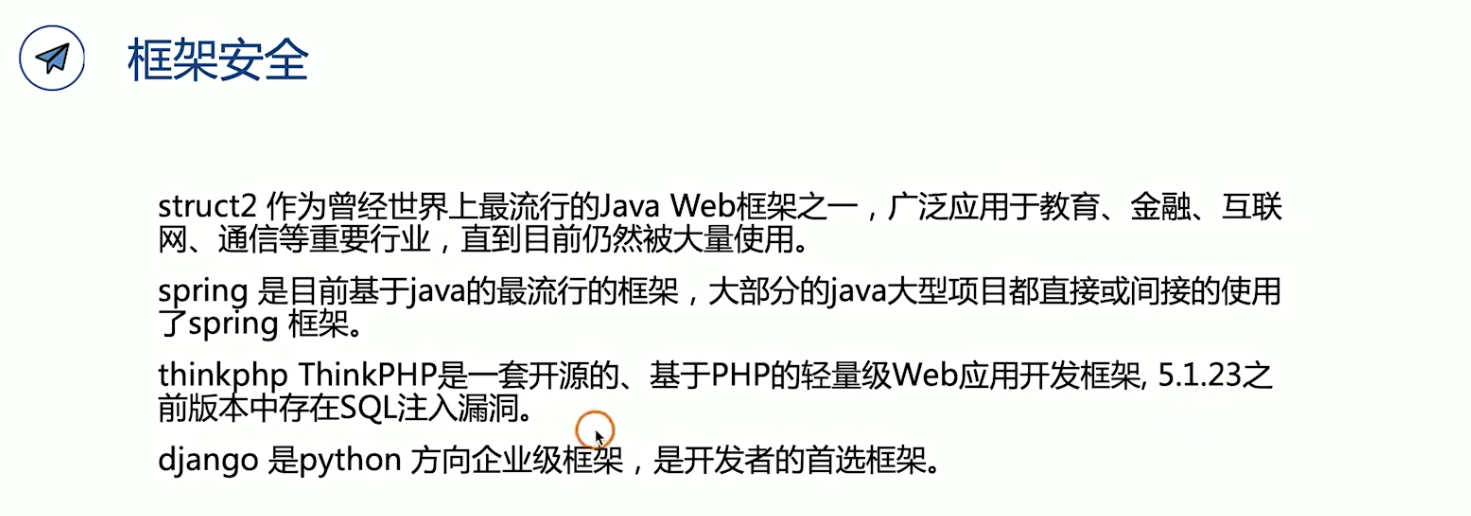 框架安全
struct2 作为曾经世界上最流行的Java Web框架之一，广泛应用于教育、金融、互联
网、通信等重要行业，直到目前仍然被大量使用。
spring 是目前基于java的最流行的框架，大部分的java大型项目都直接或间接的使用
了spring 框架。
thinkphp ThinkPHP是一套开源的、基于PHP的轻量级Web应用开发框架, 5.1.23之
前版本中存在SQL注入漏洞。
django 是python 方向企业级框架，是开发者的首选框架。